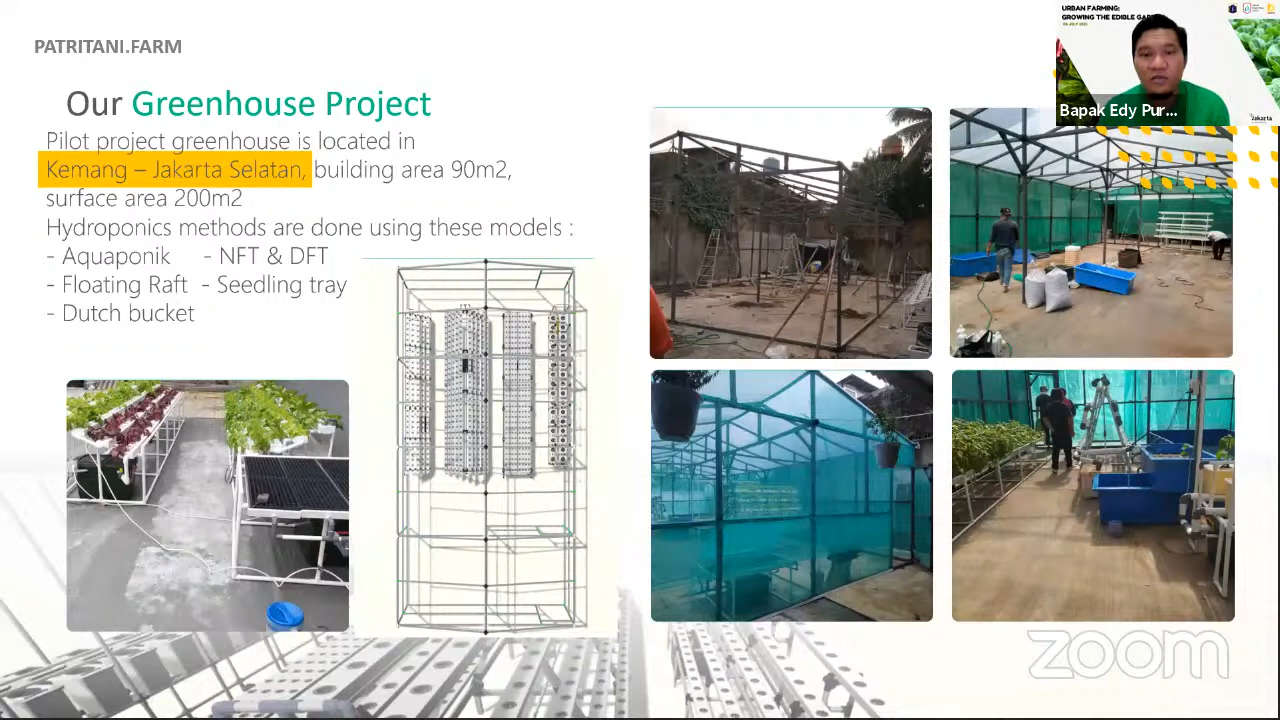 PATRITANI.FARM
Our Greenhouse Project
Pilot project greenhouse is located in
Kemang – Jakarta Selatan, building area 90m2,
surface area 200m2
Hydroponics methods are done using these models :
- Aquaponik - NFT & DFT
- Floating Raft - Seedling tray
- Dutch bucket
URBAN FARMING:
GROWING THE EDIBLE GAR
Bapak Edy Pur...
Jakarta
zoom